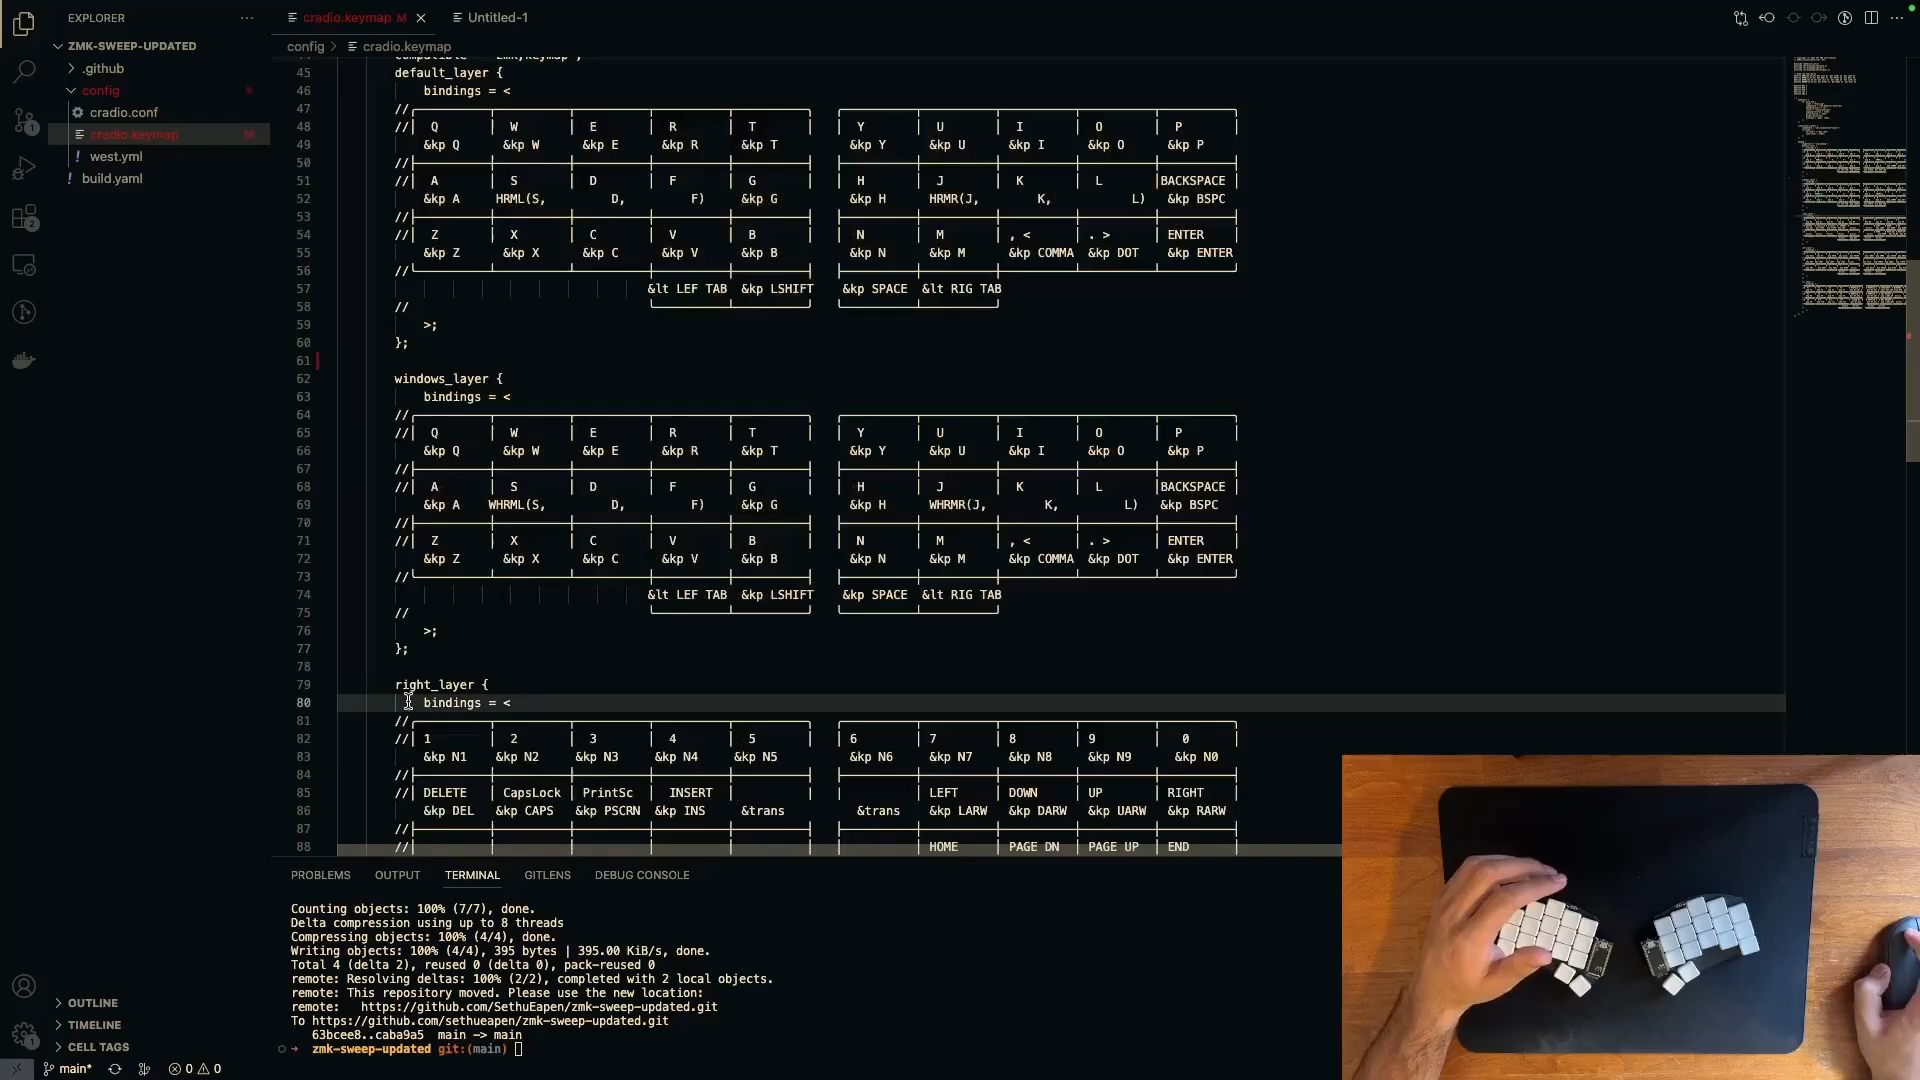 EXPLORER
ZMK-SWEEP-UPDATED
.github
config
cradio.conf
cradio.keymap M
west.yml
build.yaml
OUTLINE
TIMELINE
CELL TAGS
cradio.keymap M
Untitled-1
config > cradio.keymap
45 default_layer {
46 bindings = <
47 //
48 // Q W E R T Y U I O P
49 &kp Q &kp W &kp E &kp R &kp T &kp Y &kp U &kp I &kp O &kp P
50 //
51 // A S D F G H J K L BACKSPACE
52 &kp A HRML(S, D, F) &kp G &kp H HRMR(J, K, L) &kp BSPC
53 //
54 // Z X C V B N M , < . > ENTER
55 &kp Z &kp X &kp C &kp V &kp B &kp N &kp M &kp COMMA &kp DOT &kp ENTER
56 //
57 &lt LEF TAB &kp LSHIFT &kp SPACE &lt RIG TAB
58 //
59 >;
60 };
61
62 windows_layer {
63 bindings = <
64 //
65 // Q W E R T Y U I O P
66 &kp Q &kp W &kp E &kp R &kp T &kp Y &kp U &kp I &kp O &kp P
67 //
68 // A S D F G H J K L BACKSPACE
69 &kp A WHRML(S, D, F) &kp G &kp H WHRMR(J, K, L) &kp BSPC
70 //
71 // Z X C V B N M , < . > ENTER
72 &kp Z &kp X &kp C &kp V &kp B &kp N &kp M &kp COMMA &kp DOT &kp ENTER
73 //
74 &lt LEF TAB &kp LSHIFT &kp SPACE &lt RIG TAB
75 //
76 >;
77 };
78
79 right_layer {
80 bindings = <
81 //
82 // 1 2 3 4 5 6 7 8 9 0
83 &kp N1 &kp N2 &kp N3 &kp N4 &kp N5 &kp N6 &kp N7 &kp N8 &kp N9 &kp N0
84 //
85 // DELETE CapsLock PrintSc INSERT LEFT DOWN UP RIGHT
86 &kp DEL &kp CAPS &kp PSCRN &kp INS &trans &trans &kp LARW &kp DARW &kp UARW &kp RARW
87 //
88 // HOME PAGE DN PAGE UP END
PROBLEMS OUTPUT TERMINAL GITLENS DEBUG CONSOLE
Counting objects: 100% (7/7), done.
Delta compression using up to 8 threads
Compressing objects: 100% (4/4), done.
Writing objects: 100% (4/4), 395 bytes | 395.00 KiB/s, done.
Total 4 (delta 2), reused 0 (delta 0), pack-reused 0
remote: Resolving deltas: 100% (2/2), completed with 2 local objects.
remote: This repository moved. Please use the new location:
remote: https://github.com/SethuEapen/zmk-sweep-updated.git
To https://github.com/sethueapen/zmk-sweep-updated.git
63bcee8..caba9a5 main -> main
zmk-sweep-updated git:(main)
main* 0 0